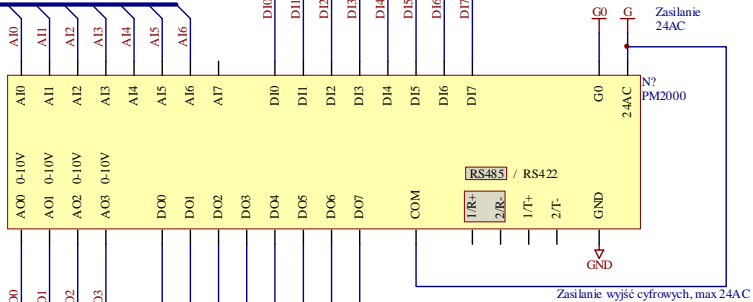 DI0 DI1 DI2 DI3 DI4 DI5 DI6 DI7
G0 G Zasilanie
24AC
AI0 AI1 AI2 AI3 AI4 AI5 AI6
N?
PM2000
AI0 AI1 AI2 AI3 AI4 AI5 AI6 AI7 DI0 DI1 DI2 DI3 DI4 DI5 DI6 DI7 G0 24AC
0-10V 0-10V 0-10V 0-10V
RS485 / RS422
AO0 AO1 AO2 AO3 DO0 DO1 DO2 DO3 DO4 DO5 DO6 DO7 COM 1/R+ 2/R- 1/T+ 2/T- GND
GND
Zasilanie wyjść cyfrowych, max 24AC